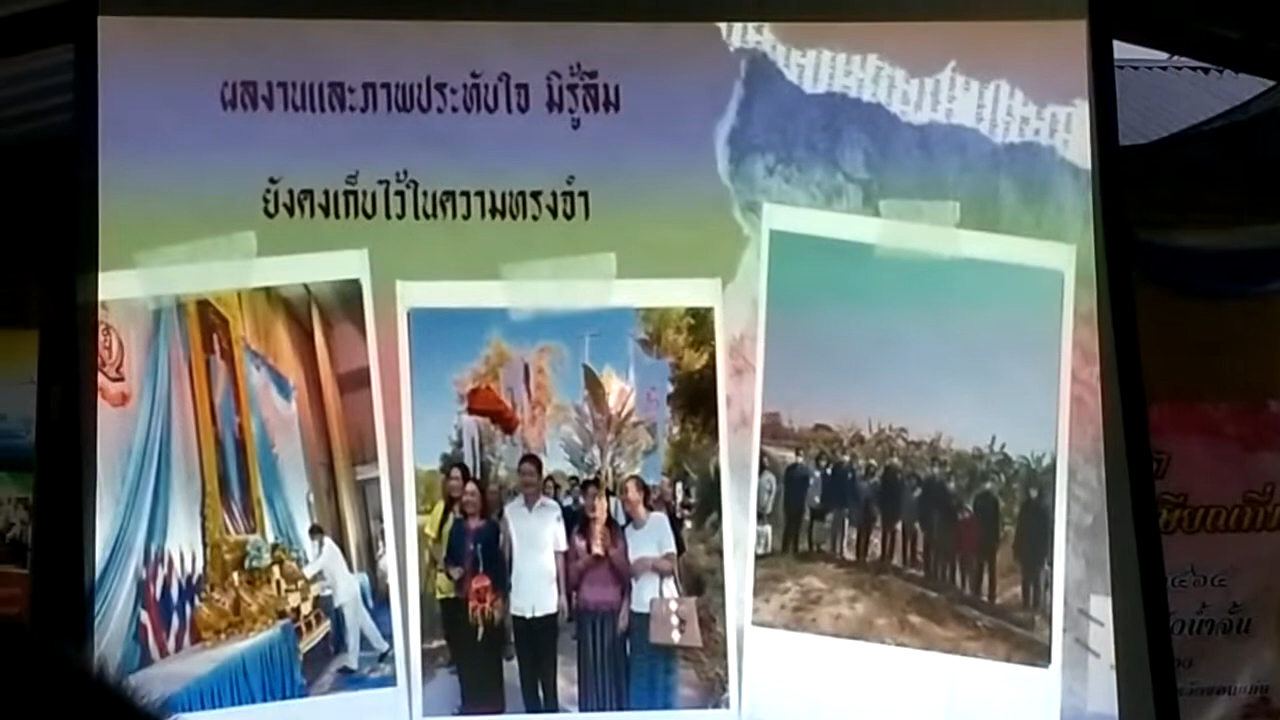 ผลงานและภาพประทับใจ มิรู้ลืม
ยังคงเก็บไว้ในความทรงจำ